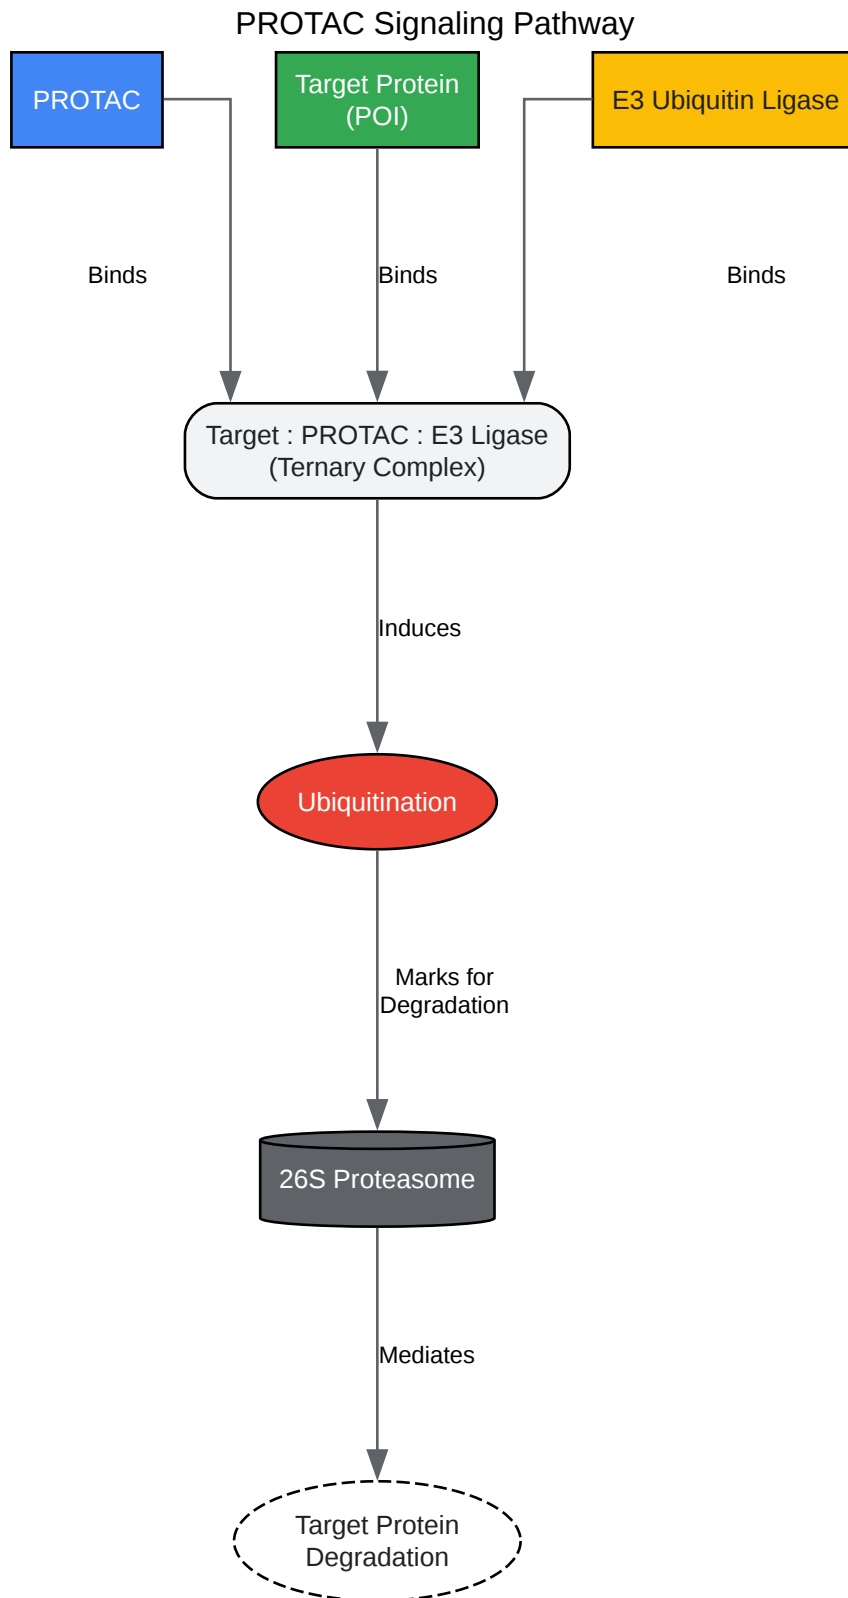 PROTAC Signaling Pathway
PROTAC
Target Protein
(POI)
E3 Ubiquitin Ligase
Binds
Binds
Binds
Target : PROTAC : E3 Ligase
(Ternary Complex)
Induces
Ubiquitination
Marks for
Degradation
26S Proteasome
Mediates
Target Protein
Degradation